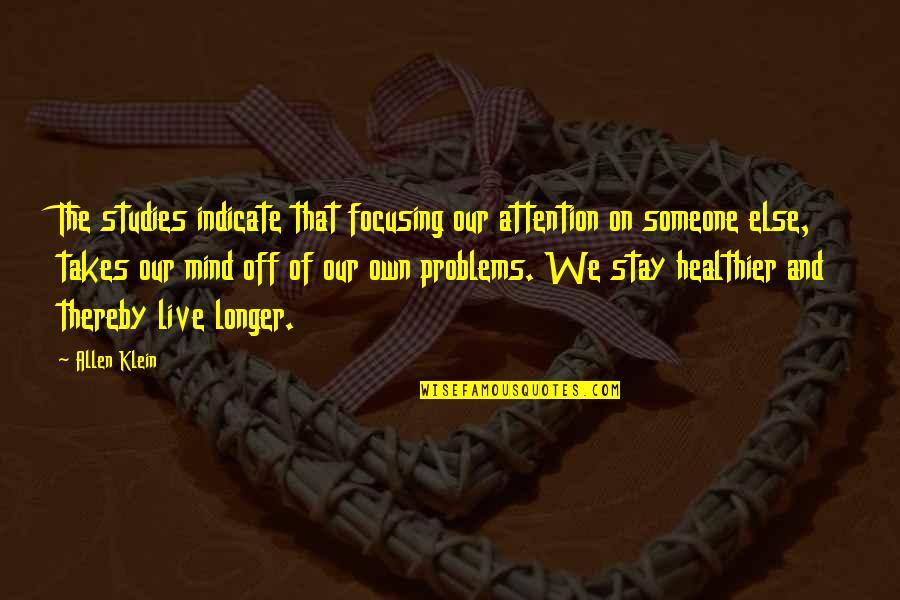 The studies indicate that focusing our attention on someone else,
takes our mind off of our own problems. We stay healthier and
thereby live longer.
~ Allen Klein
WISEFAMOUSQUOTES.COM